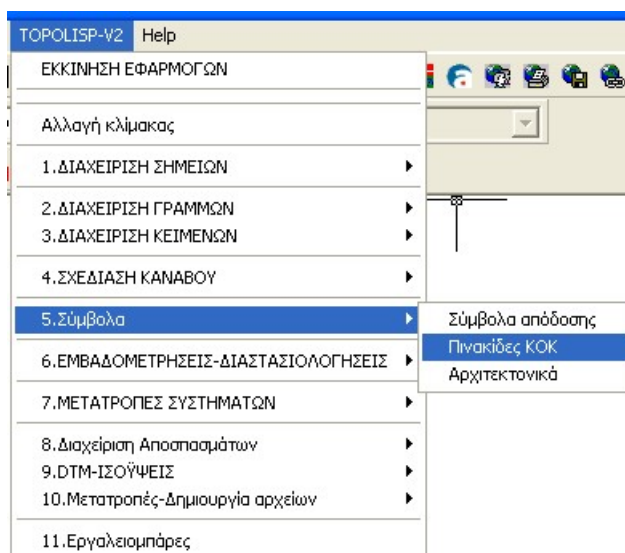 TOPOLISP-V2 Help
ΕΚΚΙΝΗΣΗ ΕΦΑΡΜΟΓΩΝ
Αλλαγή κλίμακας
1.ΔΙΑΧΕΙΡΙΣΗ ΣΗΜΕΙΩΝ
2.ΔΙΑΧΕΙΡΙΣΗ ΓΡΑΜΜΩΝ
3.ΔΙΑΧΕΙΡΙΣΗ ΚΕΙΜΕΝΩΝ
4.ΣΧΕΔΙΑΣΗ ΚΑΝΑΒΟΥ
5.Σύμβολα
Σύμβολα απόδοσης
Πινακίδες ΚΟΚ
Αρχιτεκτονικά
6.ΕΜΒΑΔΟΜΕΤΡΗΣΕΙΣ-ΔΙΑΣΤΑΣΙΟΛΟΓΗΣΕΙΣ
7.ΜΕΤΑΤΡΟΠΕΣ ΣΥΣΤΗΜΑΤΩΝ
8.Διαχείριση Αποσπασμάτων
9.DTM-ΙΣΟΫΨΕΙΣ
10.Μετατροπές-Δημιουργία αρχείων
11.Εργαλειομπάρες